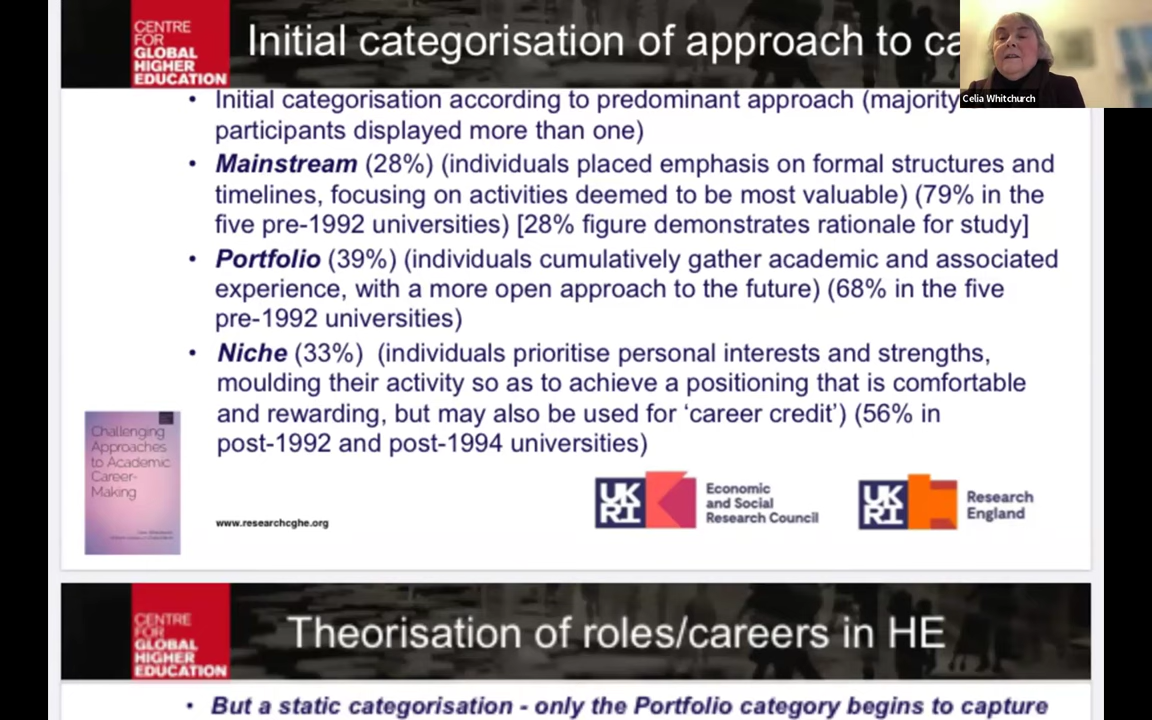 CENTRE
FOR
GLOBAL
HIGHER
EDUCATION
Initial categorisation of approach to ca
Celia Whitchurch
• Initial categorisation according to predominant approach (majority
participants displayed more than one)
• Mainstream (28%) (individuals placed emphasis on formal structures and
timelines, focusing on activities deemed to be most valuable) (79% in the
five pre-1992 universities) [28% figure demonstrates rationale for study]
• Portfolio (39%) (individuals cumulatively gather academic and associated
experience, with a more open approach to the future) (68% in the five
pre-1992 universities)
• Niche (33%) (individuals prioritise personal interests and strengths,
moulding their activity so as to achieve a positioning that is comfortable
and rewarding, but may also be used for ‘career credit’) (56% in
post-1992 and post-1994 universities)
Challenging
Approaches
to Academic
Career-
Making
www.researchcghe.org
UK
RI
Economic
and Social
Research Council
UK
RI
Research
England
CENTRE
FOR
GLOBAL
HIGHER
EDUCATION
Theorisation of roles/careers in HE
• But a static categorisation - only the Portfolio category begins to capture